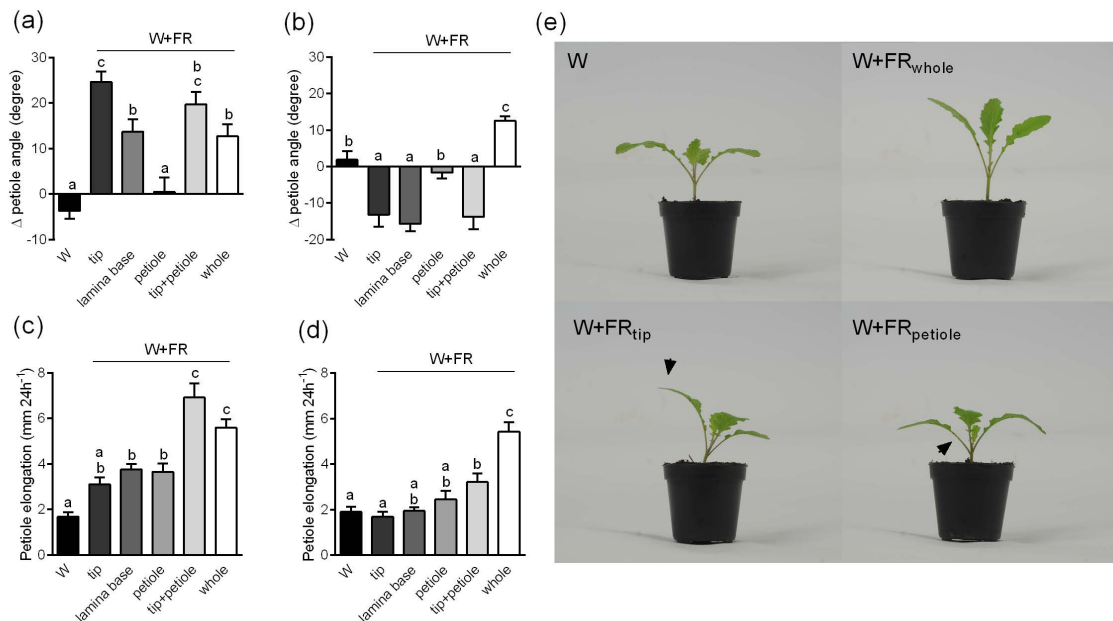 (a)
W+FR
Δ petiole angle (degree)
30
20
10
0
-10
a
c
b
a
b
c
b
W
tip
lamina base
petiole
tip+petiole
whole
(b)
W+FR
Δ petiole angle (degree)
30
20
10
0
-10
-20
b
a
a
b
a
c
W
tip
lamina base
petiole
tip+petiole
whole
(c)
W+FR
Petiole elongation (mm 24h-1)
8
6
4
2
0
a
a
b
b
b
c
c
W
tip
lamina base
petiole
tip+petiole
whole
(d)
W+FR
Petiole elongation (mm 24h-1)
8
6
4
2
0
a
a
a
b
a
b
b
c
W
tip
lamina base
petiole
tip+petiole
whole
(e)
W
W+FRwhole
W+FRtip
W+FRpetiole